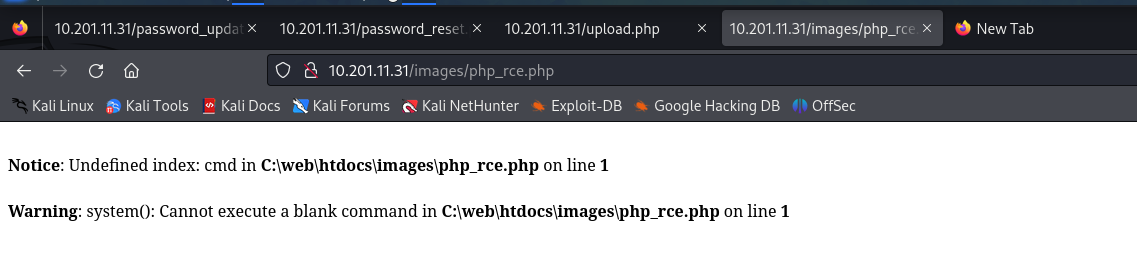 10.201.11.31/password_updat
10.201.11.31/password_reset.
10.201.11.31/upload.php
10.201.11.31/images/php_rce.
New Tab
10.201.11.31/images/php_rce.php
Kali Linux
Kali Tools
Kali Docs
Kali Forums
Kali NetHunter
Exploit-DB
Google Hacking DB
OffSec
Notice: Undefined index: cmd in C:\web\htdocs\images\php_rce.php on line 1
Warning: system(): Cannot execute a blank command in C:\web\htdocs\images\php_rce.php on line 1